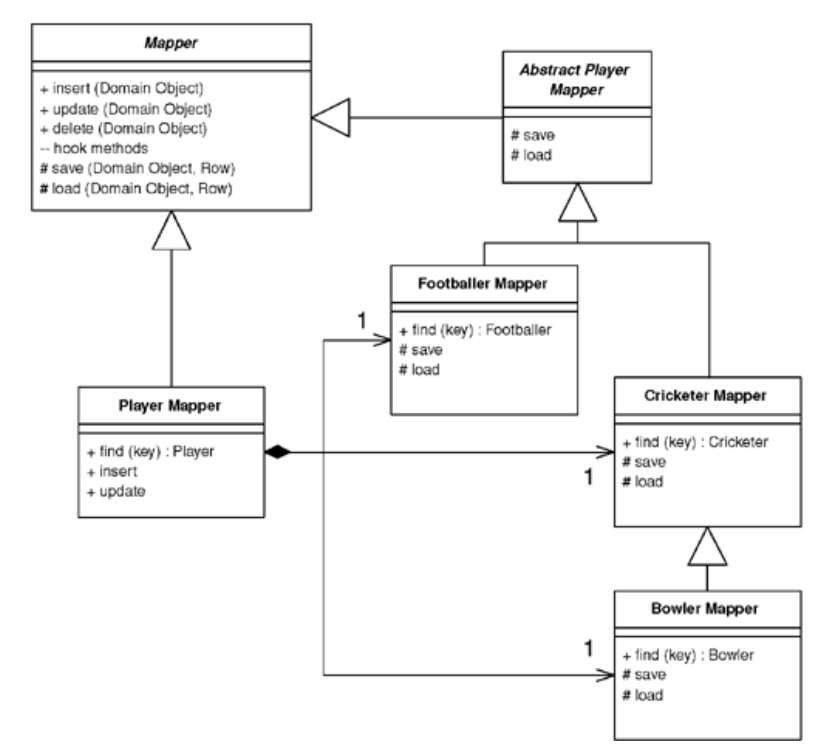 Mapper
+ insert (Domain Object)
+ update (Domain Object)
+ delete (Domain Object)
-- hook methods
# save (Domain Object, Row)
# load (Domain Object, Row)
Abstract Player
Mapper
# save
# load
Footballer Mapper
+ find (key) : Footballer
# save
# load
1
Player Mapper
+ find (key) : Player
+ insert
+ update
Cricketer Mapper
+ find (key) : Cricketer
# save
# load
1
Bowler Mapper
+ find (key) : Bowler
# save
# load
1